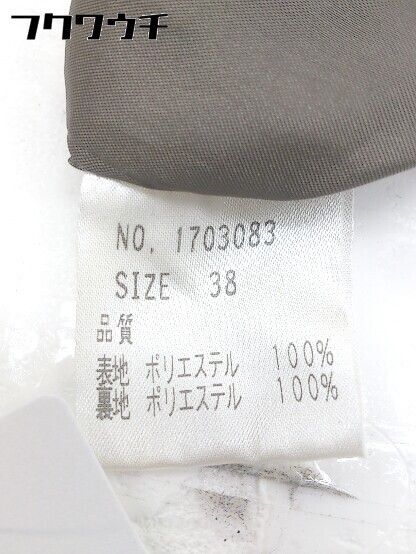 フクワウチ
NO. 1703083
SIZE 38
品質
表地 ポリエステル 100%
裏地 ポリエステル 100%